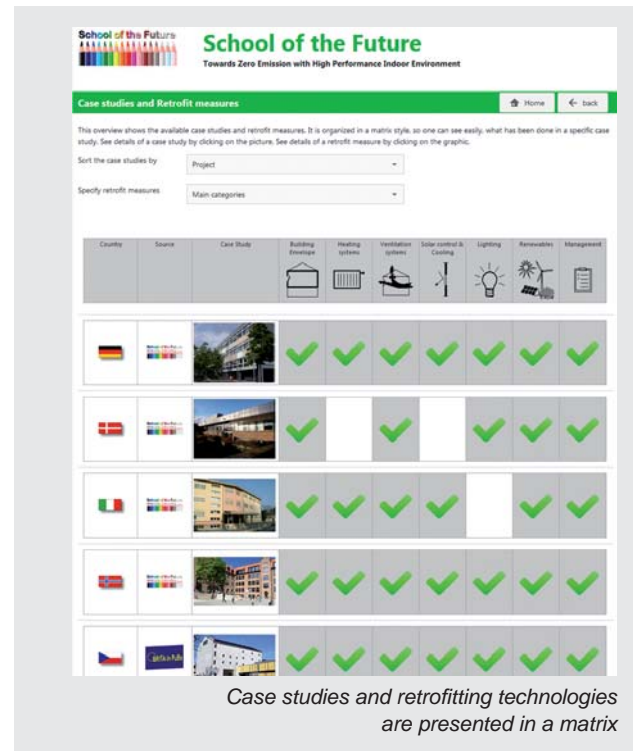 School of the Future
School of the Future
Towards Zero Emission with High Performance Indoor Environment
Case studies and Retrofit measures
Home
back
This overview shows the available case studies and retrofit measures. It is organized in a matrix style, so one can see easily, what has been done in a specific case
study. See details of a case study by clicking on the picture. See details of a retrofit measure by clicking on the graphic.
Sort the case studies by
Project
Specify retrofit measures
Main categories
Country Source Case Study Building Envelope Heating systems Ventilation systems Solar control & Cooling Lighting Renewables Management
Case studies and retrofitting technologies
are presented in a matrix